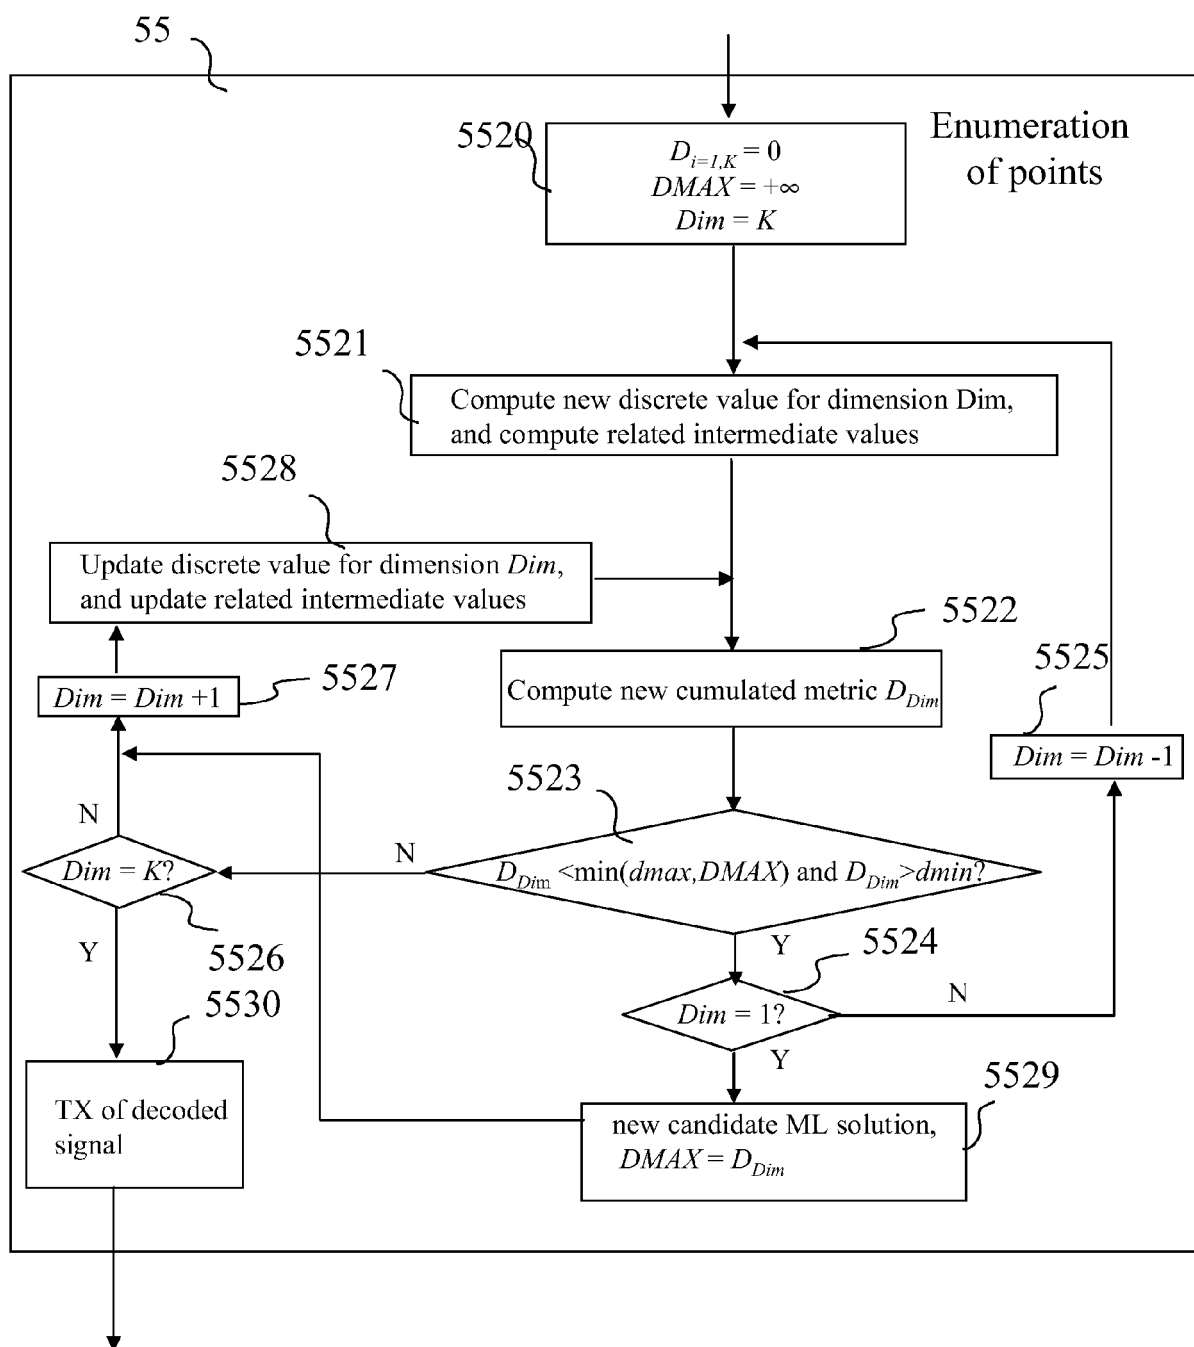 55
5520
D_{i=1,K} = 0
DMAX = +∞
Dim = K
Enumeration
of points
5521
Compute new discrete value for dimension Dim,
and compute related intermediate values
5528
Update discrete value for dimension Dim,
and update related intermediate values
5522
Compute new cumulated metric D_{Dim}
5525
Dim = Dim -1
5527
Dim = Dim +1
5523
D_{Dim} <min(dmax,DMAX) and D_{Dim}>dmin?
N
N
Dim = K?
Y
5526
Y
5524
Dim = 1?
N
Y
5530
TX of decoded
signal
5529
new candidate ML solution,
DMAX = D_{Dim}